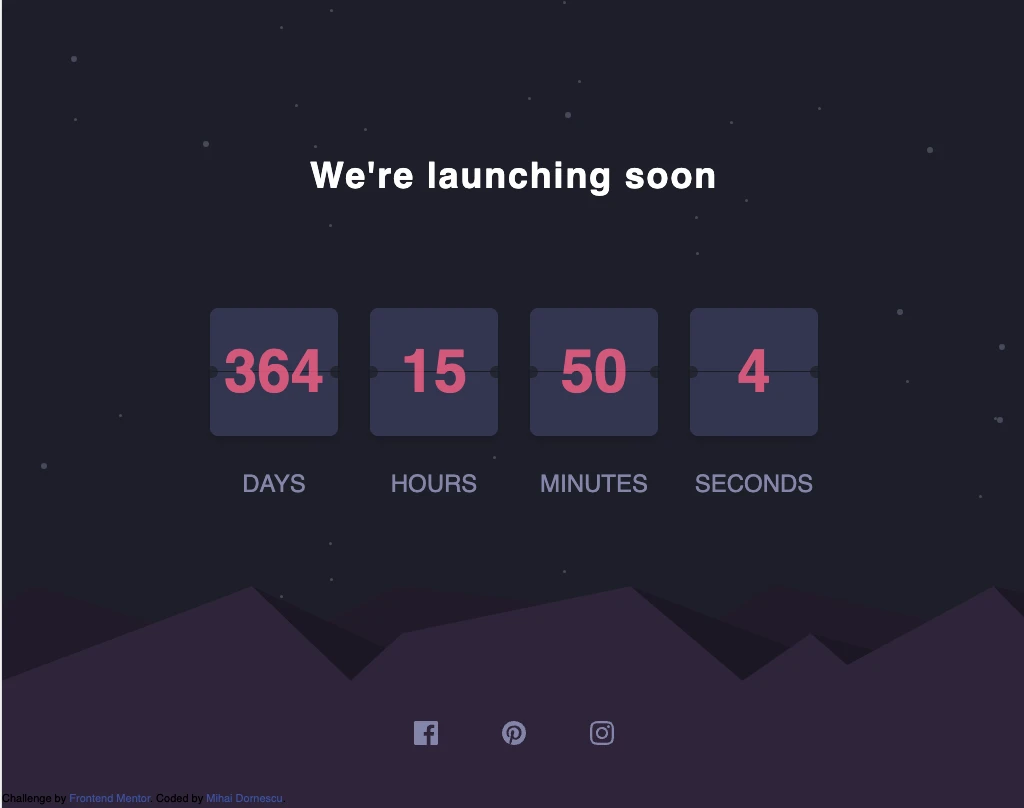 We're launching soon
364 15 50 4
DAYS HOURS MINUTES SECONDS
Challenge by Frontend Mentor. Coded by Mihai Domescu.